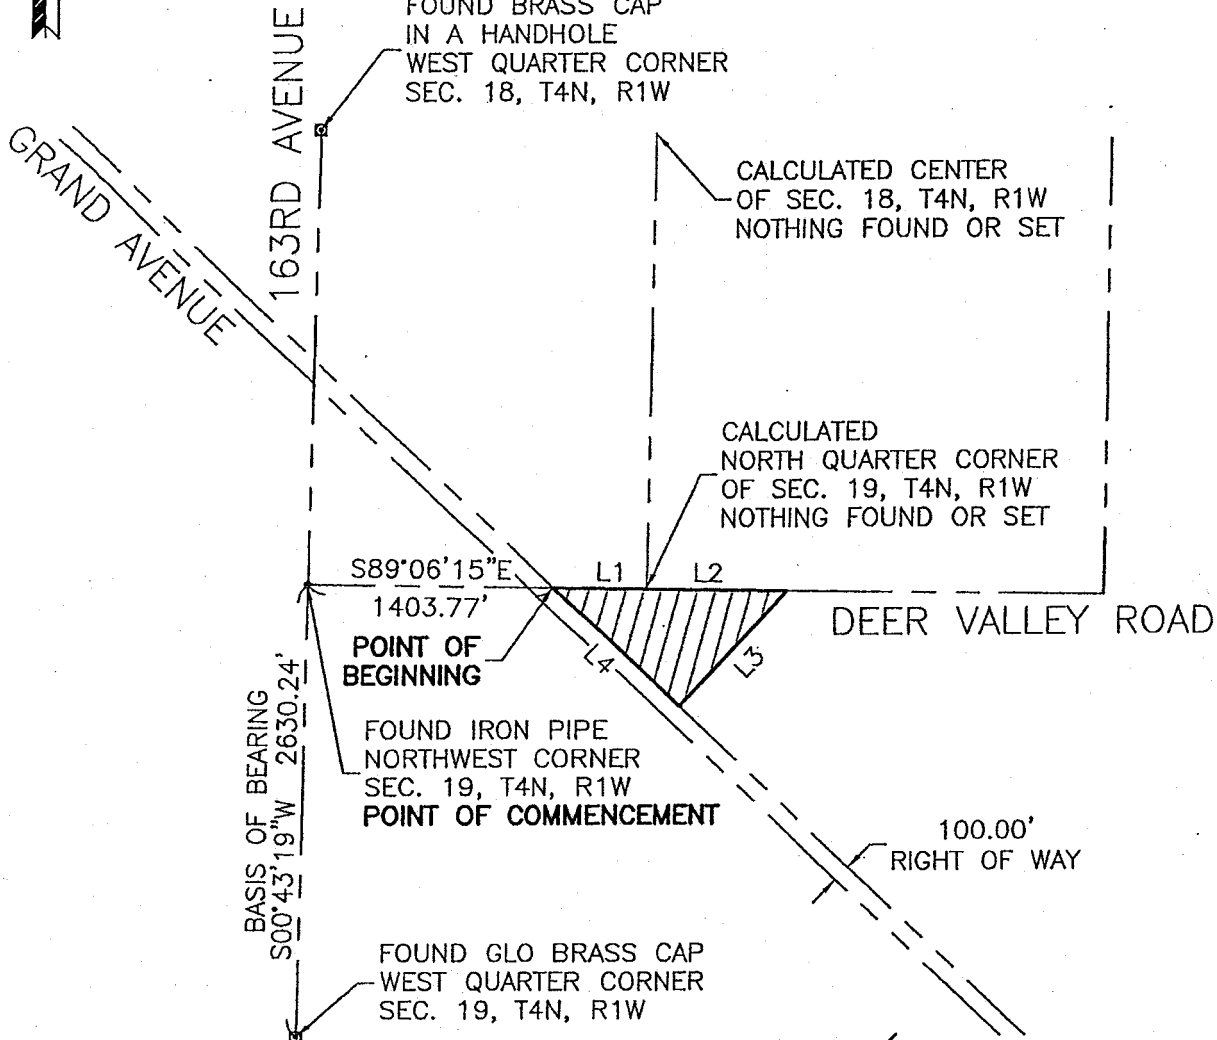 FOUND BRASS CAP
IN A HANDHOLE
WEST QUARTER CORNER
SEC. 18, T4N, R1W
163RD AVENUE
GRAND AVENUE
CALCULATED CENTER
OF SEC. 18, T4N, R1W
NOTHING FOUND OR SET
CALCULATED
NORTH QUARTER CORNER
OF SEC. 19, T4N, R1W
NOTHING FOUND OR SET
S89°06'15"E
1403.77'
L1
L2
DEER VALLEY ROAD
POINT OF
BEGINNING
L4
L3
FOUND IRON PIPE
NORTHWEST CORNER
SEC. 19, T4N, R1W
POINT OF COMMENCEMENT
BASIS OF BEARING
S00°43'19"W 2630.24'
100.00'
RIGHT OF WAY
FOUND GLO BRASS CAP
WEST QUARTER CORNER
SEC. 19, T4N, R1W